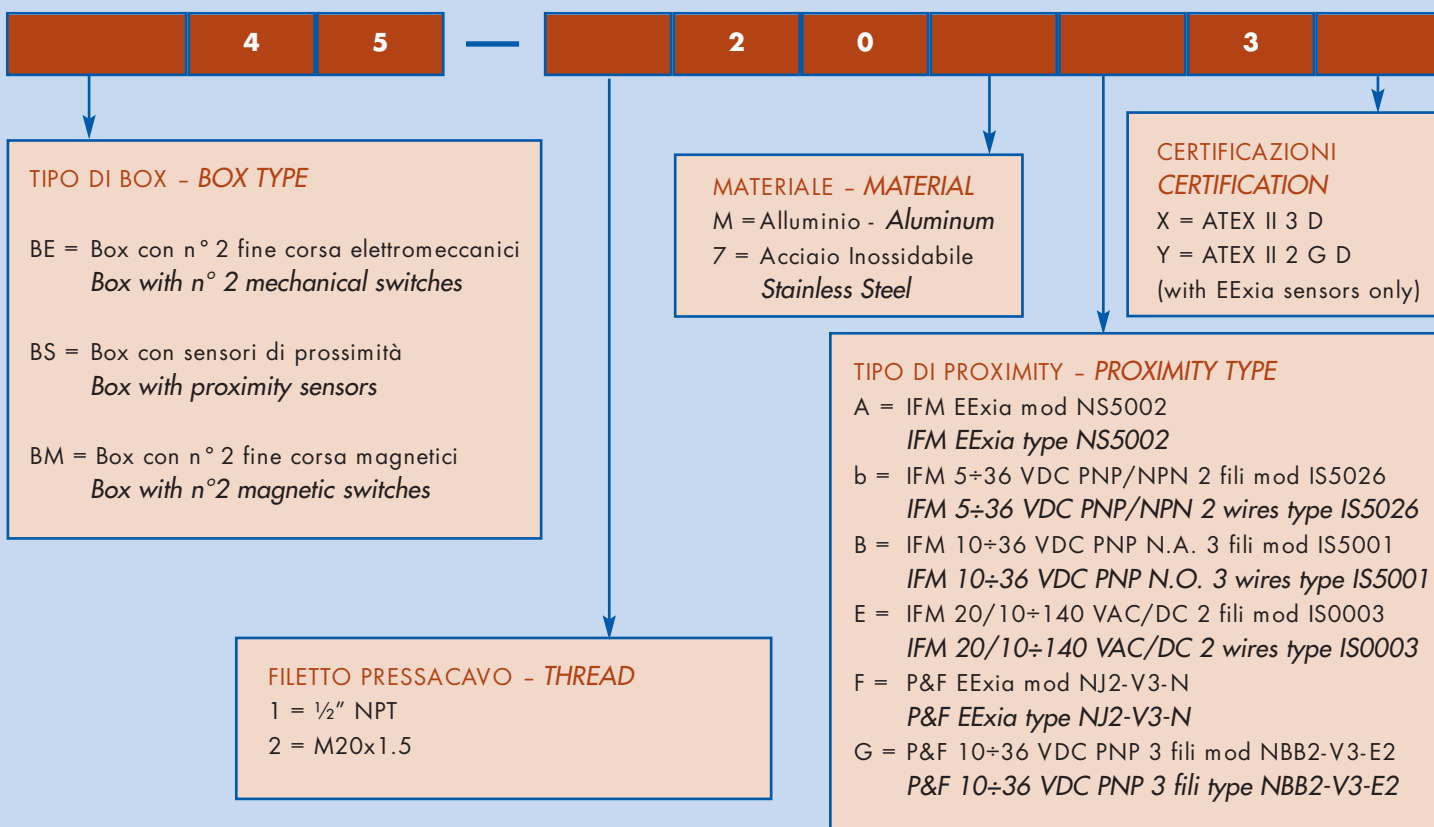 4 5 — 2 0 3
TIPO DI BOX – BOX TYPE
BE = Box con n° 2 fine corsa elettromeccanici
Box with n° 2 mechanical switches
BS = Box con sensori di prossimità
Box with proximity sensors
BM = Box con n° 2 fine corsa magnetici
Box with n°2 magnetic switches
FILETTO PRESSACAVO – THREAD
1 = ½" NPT
2 = M20x1.5
MATERIALE – MATERIAL
M = Alluminio - Aluminum
7 = Acciaio Inossidabile
Stainless Steel
CERTIFICAZIONI
CERTIFICATION
X = ATEX II 3 D
Y = ATEX II 2 G D
(with EExia sensors only)
TIPO DI PROXIMITY – PROXIMITY TYPE
A = IFM EExia mod NS5002
IFM EExia type NS5002
b = IFM 5÷36 VDC PNP/NPN 2 fili mod IS5026
IFM 5÷36 VDC PNP/NPN 2 wires type IS5026
B = IFM 10÷36 VDC PNP N.A. 3 fili mod IS5001
IFM 10÷36 VDC PNP N.O. 3 wires type IS5001
E = IFM 20/10÷140 VAC/DC 2 fili mod IS0003
IFM 20/10÷140 VAC/DC 2 wires type IS0003
F = P&F EExia mod NJ2-V3-N
P&F EExia type NJ2-V3-N
G = P&F 10÷36 VDC PNP 3 fili mod NBB2-V3-E2
P&F 10÷36 VDC PNP 3 fili type NBB2-V3-E2